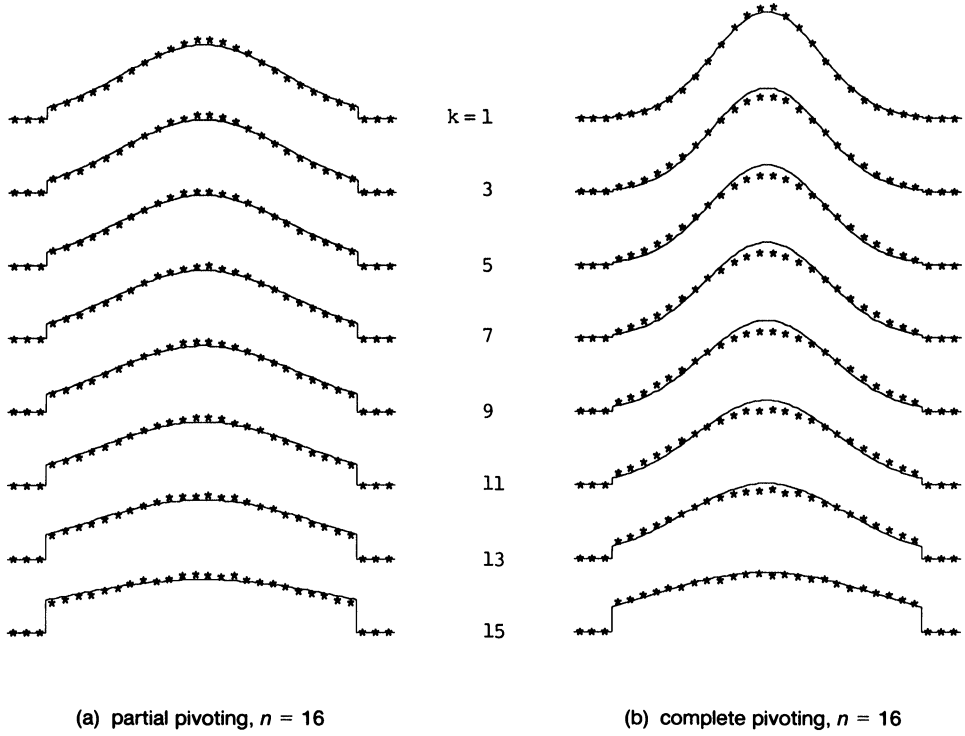 k = 1
3
5
7
9
11
13
15
(a) partial pivoting, n = 16
(b) complete pivoting, n = 16